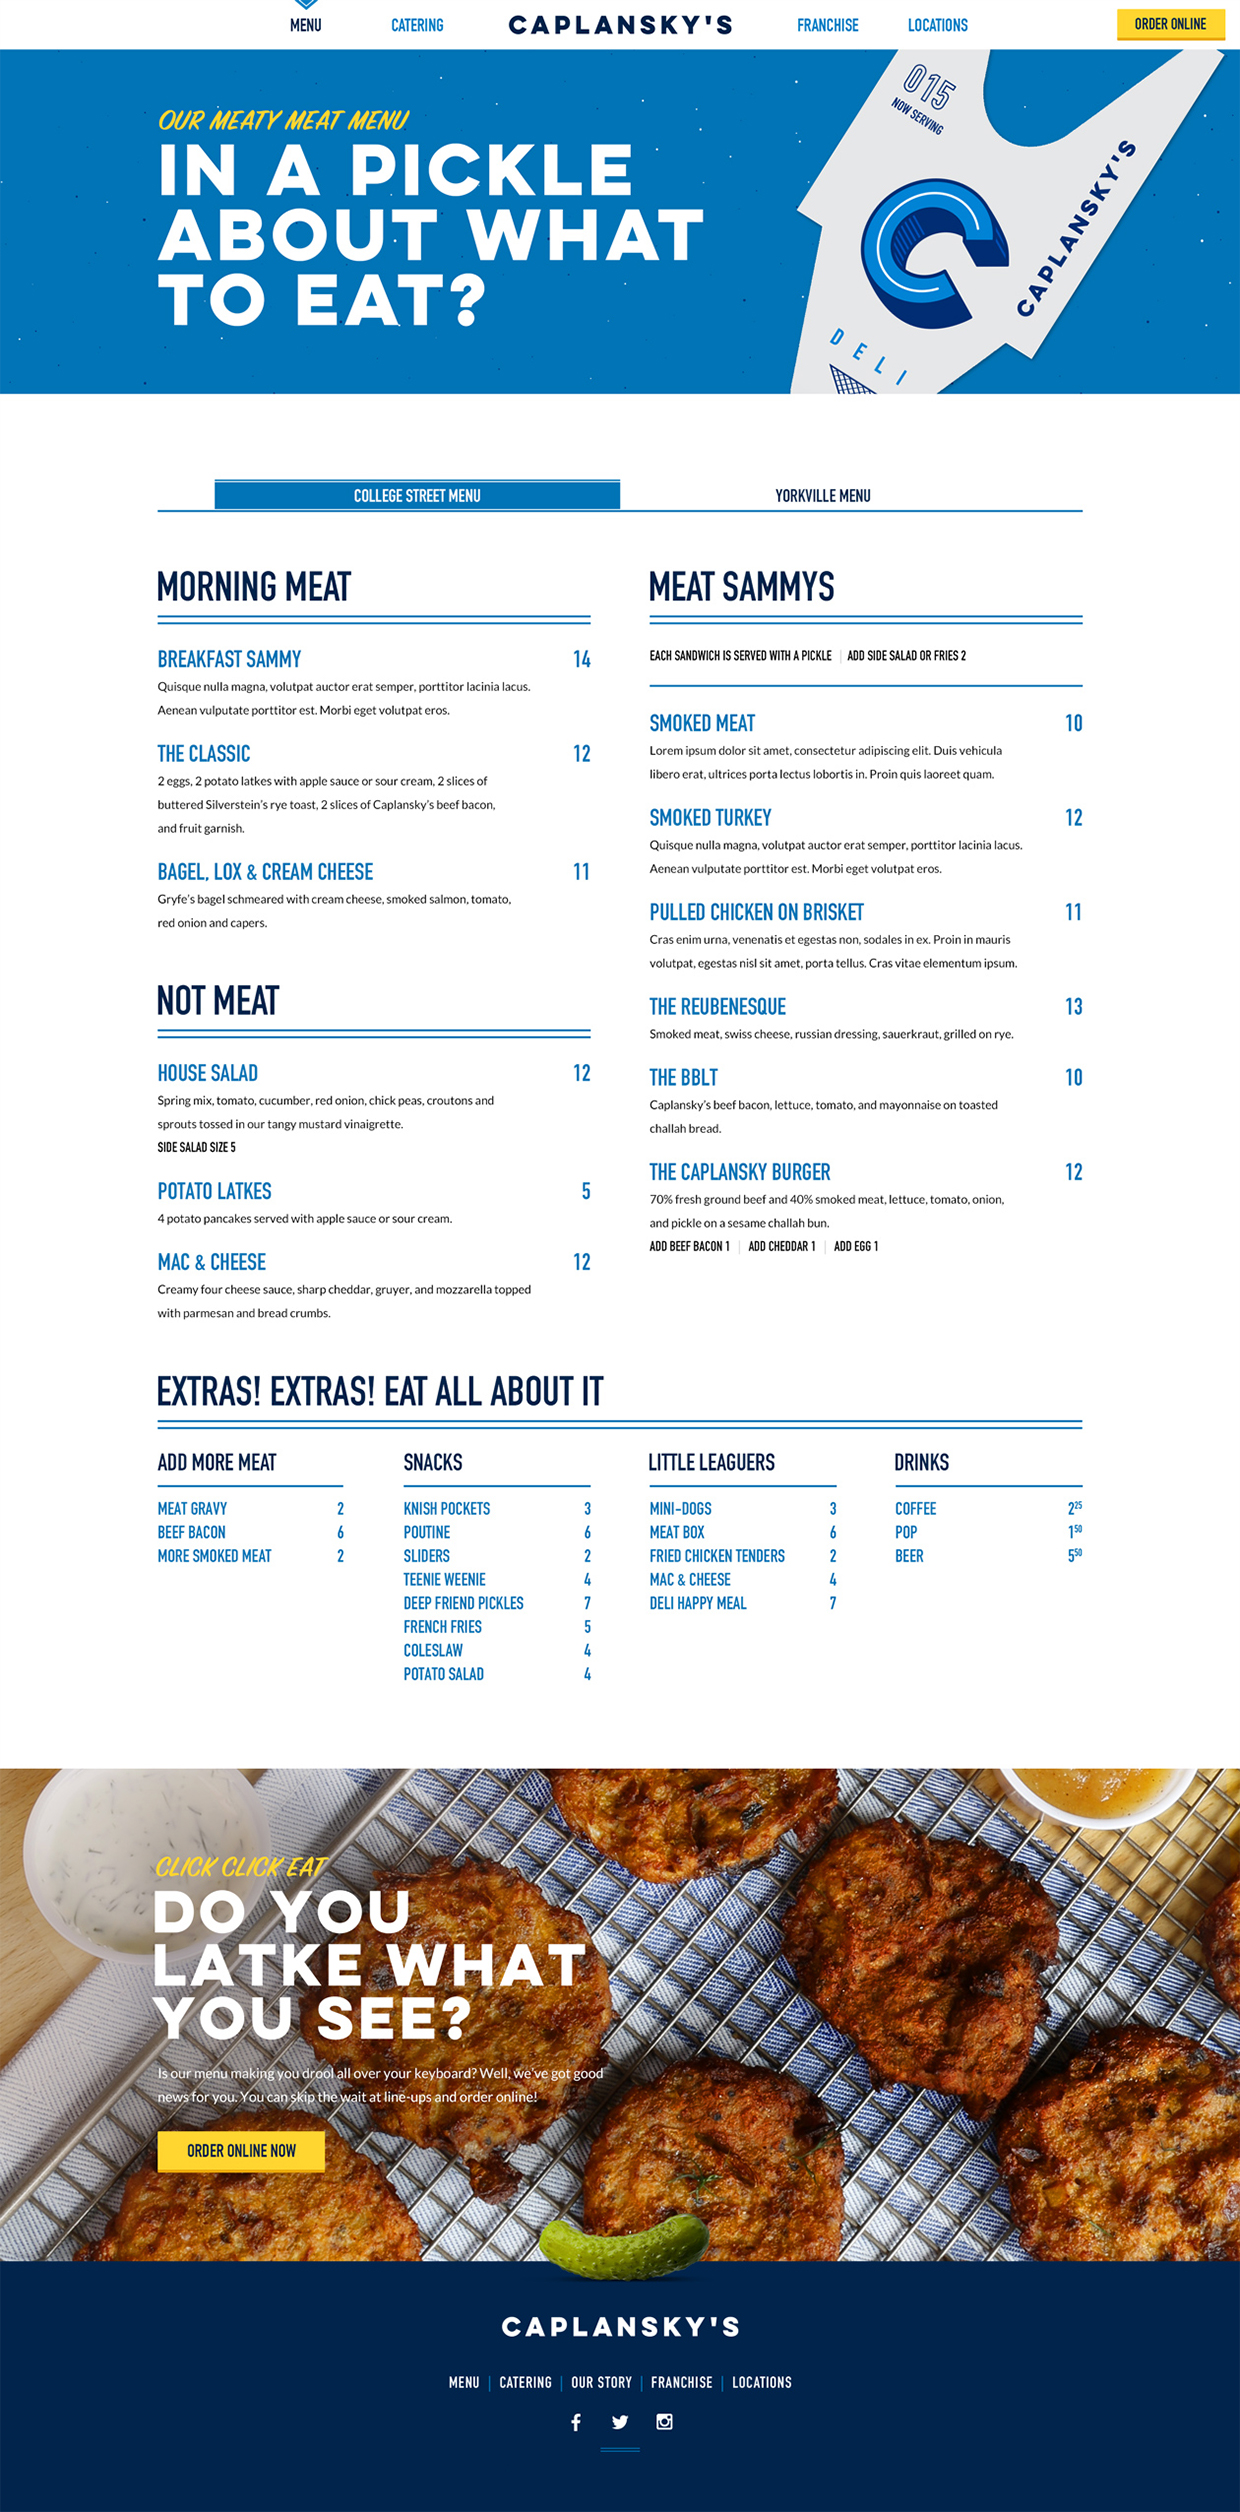 MENU
CATERING
CAPLANSKY'S
FRANCHISE
LOCATIONS
ORDER ONLINE
OUR MEATY MEAT MENU
IN A PICKLE
ABOUT WHAT
TO EAT?
015
NOW SERVING
CAPLANSKY'S
DELI
COLLEGE STREET MENU
YORKVILLE MENU
MORNING MEAT
BREAKFAST SAMMY 14
Quisque nulla magna, volutpat auctor erat semper, porttitor lacinia lacus.
Aenean vulputate porttitor est. Morbi eget volutpat eros.
THE CLASSIC 12
2 eggs, 2 potato latkes with apple sauce or sour cream, 2 slices of
buttered Silverstein's rye toast, 2 slices of Caplansky's beef bacon,
and fruit garnish.
BAGEL, LOX & CREAM CHEESE 11
Gryfe's bagel schmeared with cream cheese, smoked salmon, tomato,
red onion and capers.
NOT MEAT
HOUSE SALAD 12
Spring mix, tomato, cucumber, red onion, chick peas, croutons and
sprouts tossed in our tangy mustard vinaigrette.
SIDE SALAD SIZE 5
POTATO LATKES 5
4 potato pancakes served with apple sauce or sour cream.
MAC & CHEESE 12
Creamy four cheese sauce, sharp cheddar, gruyer, and mozzarella topped
with parmesan and bread crumbs.
MEAT SAMMYS
EACH SANDWICH IS SERVED WITH A PICKLE | ADD SIDE SALAD OR FRIES 2
SMOKED MEAT 10
Lorem ipsum dolor sit amet, consectetur adipiscing elit. Duis vehicula
libero erat, ultrices porta lectus lobortis in. Proin quis laoreet quam.
SMOKED TURKEY 12
Quisque nulla magna, volutpat auctor erat semper, porttitor lacinia lacus.
Aenean vulputate porttitor est. Morbi eget volutpat eros.
PULLED CHICKEN ON BRISKET 11
Cras enim urna, venenatis et egestas non, sodales in ex. Proin in mauris
volutpat, egestas nisl sit amet, porta tellus. Cras vitae elementum ipsum.
THE REUBENESQUE 13
Smoked meat, swiss cheese, russian dressing, sauerkraut, grilled on rye.
THE BBLT 10
Caplansky's beef bacon, lettuce, tomato, and mayonnaise on toasted
challah bread.
THE CAPLANSKY BURGER 12
70% fresh ground beef and 40% smoked meat, lettuce, tomato, onion,
and pickle on a sesame challah bun.
ADD BEEF BACON 1 | ADD CHEDDAR 1 | ADD EGG 1
EXTRAS! EXTRAS! EAT ALL ABOUT IT
ADD MORE MEAT
MEAT GRAVY 2
BEEF BACON 6
MORE SMOKED MEAT 2
SNACKS
KNISH POCKETS 3
POUTINE 6
SLIDERS 2
TEENIE WEENIE 4
DEEP FRIEND PICKLES 7
FRENCH FRIES 5
COLESLAW 4
POTATO SALAD 4
LITTLE LEAGUERS
MINI-DOGS 3
MEAT BOX 6
FRIED CHICKEN TENDERS 2
MAC & CHEESE 4
DELI HAPPY MEAL 7
DRINKS
COFFEE 2²⁵
POP 1⁵⁰
BEER 5⁵⁰
CLICK CLICK EAT
DO YOU
LATKE WHAT
YOU SEE?
Is our menu making you drool all over your keyboard? Well, we've got good
news for you. You can skip the wait at line-ups and order online!
ORDER ONLINE NOW
CAPLANSKY'S
MENU | CATERING | OUR STORY | FRANCHISE | LOCATIONS